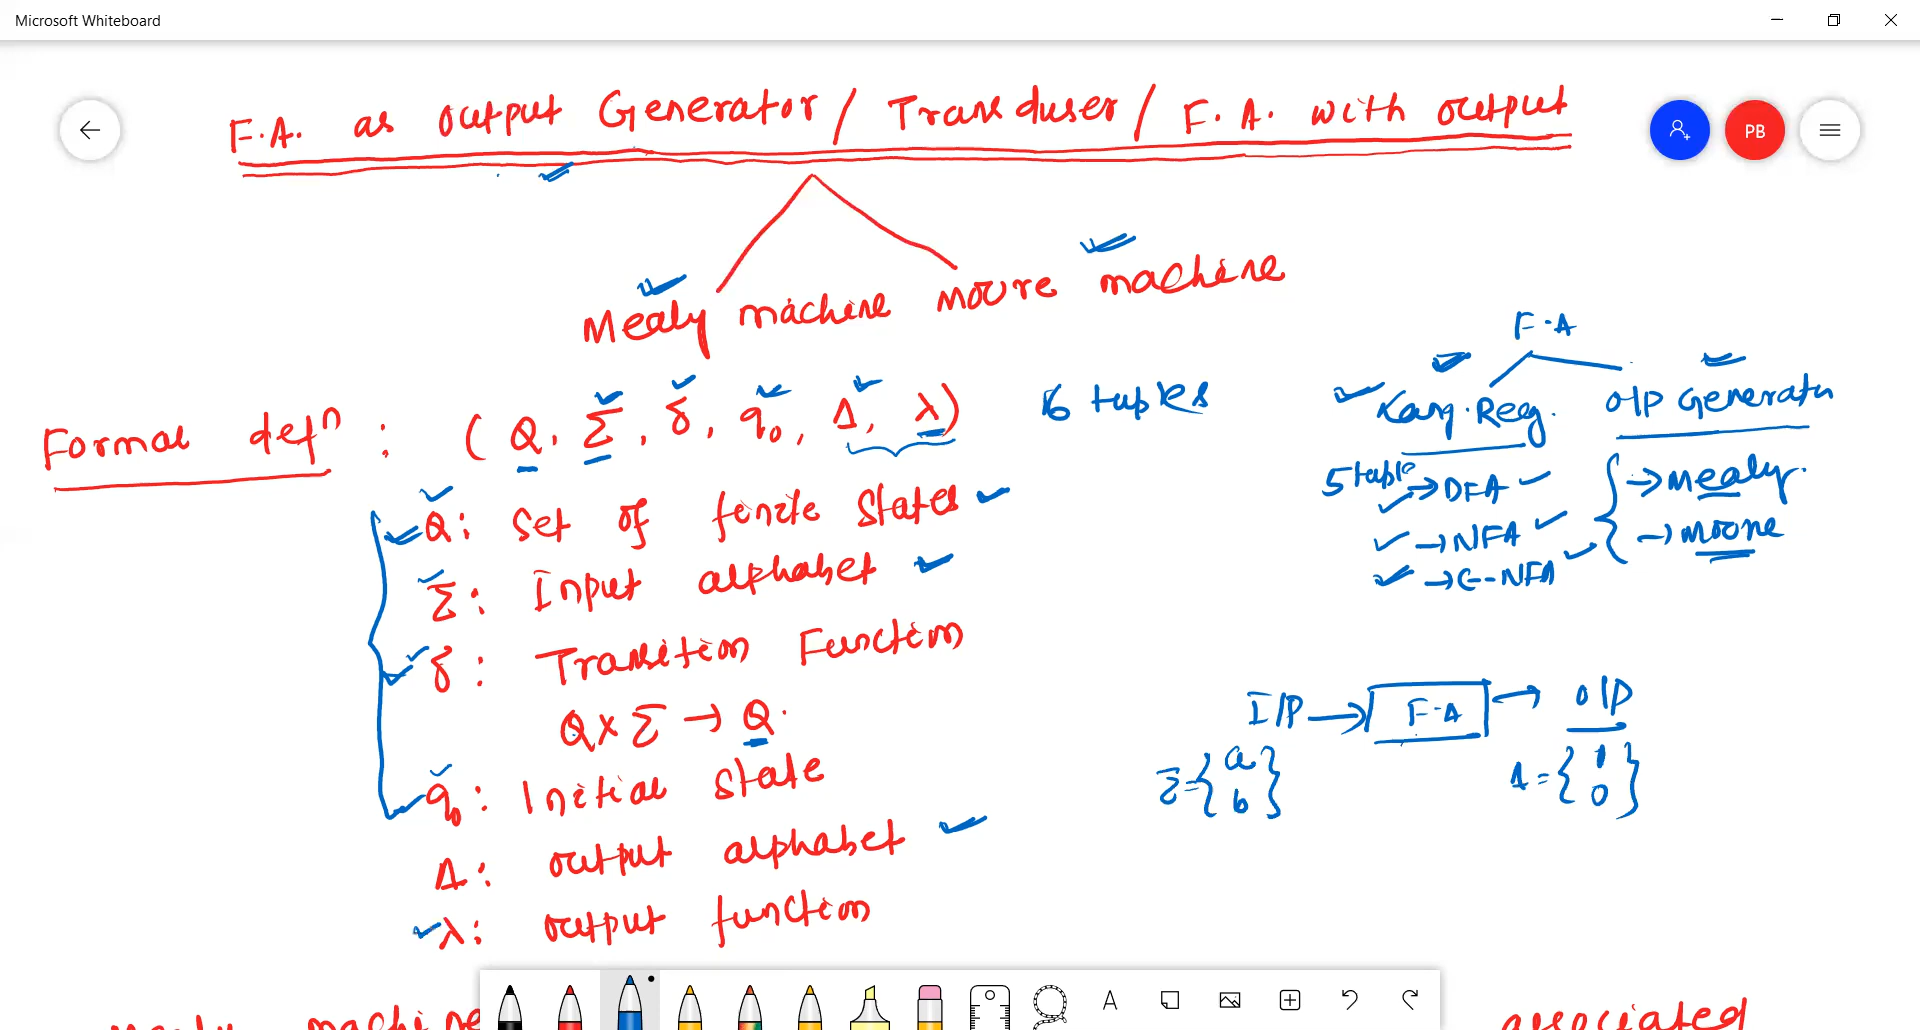 Microsoft Whiteboard
F.A. as output Generator / Transduser / F.A. with output
PB
Mealy machine moore machine
F.A
Lang. Reg. O/P Generator
5 tuple → DFA → Mealy.
→ NFA → moore
→ ε-NFA
Formal defⁿ : ( Q, Σ, δ, q₀, Δ, λ) 6 tuples
Q: Set of finite States
Σ: Input alphabet
δ: Transition Function
Q x Σ → Q.
q₀: Initial state
Δ: output alphabet
λ: output function
I/P → F.A → O/P
Σ = { a b } Δ = { 1 0 }
Mealy machine associated
A